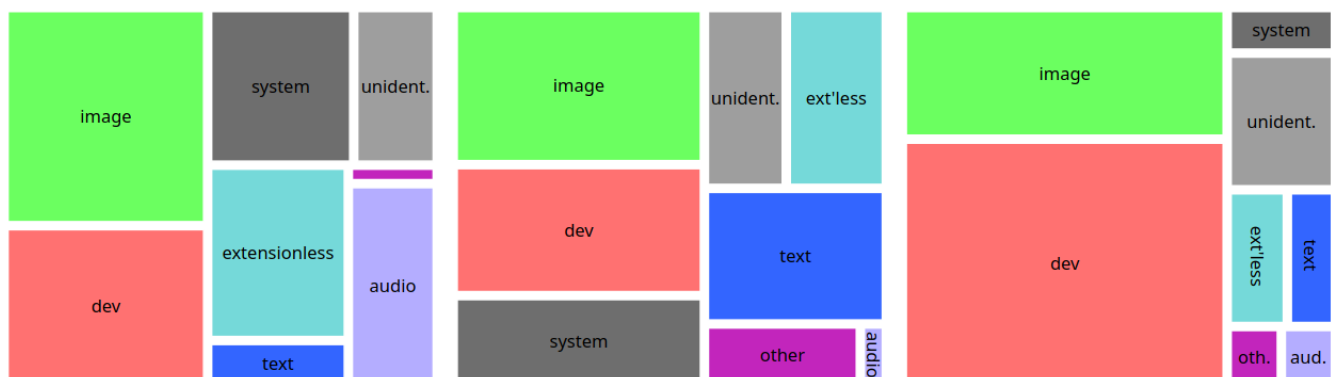 image
dev
system
unident.
extensionless
audio
text
image
dev
system
unident.
ext'less
text
other
audio
image
dev
system
unident.
ext'less
text
oth.
aud.